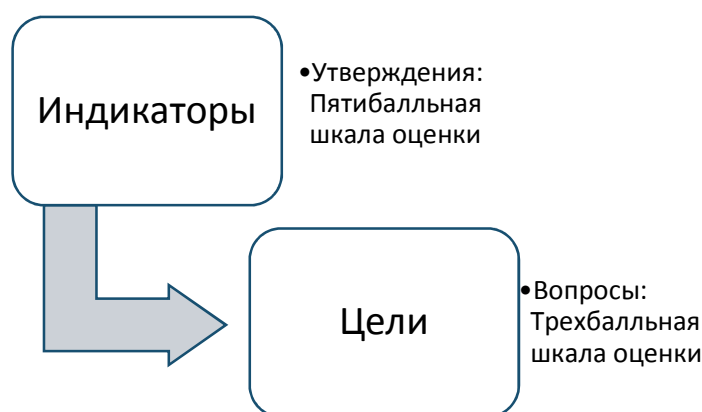 Индикаторы
•Утверждения:
Пятибалльная
шкала оценки
Цели
•Вопросы:
Трехбалльная
шкала оценки